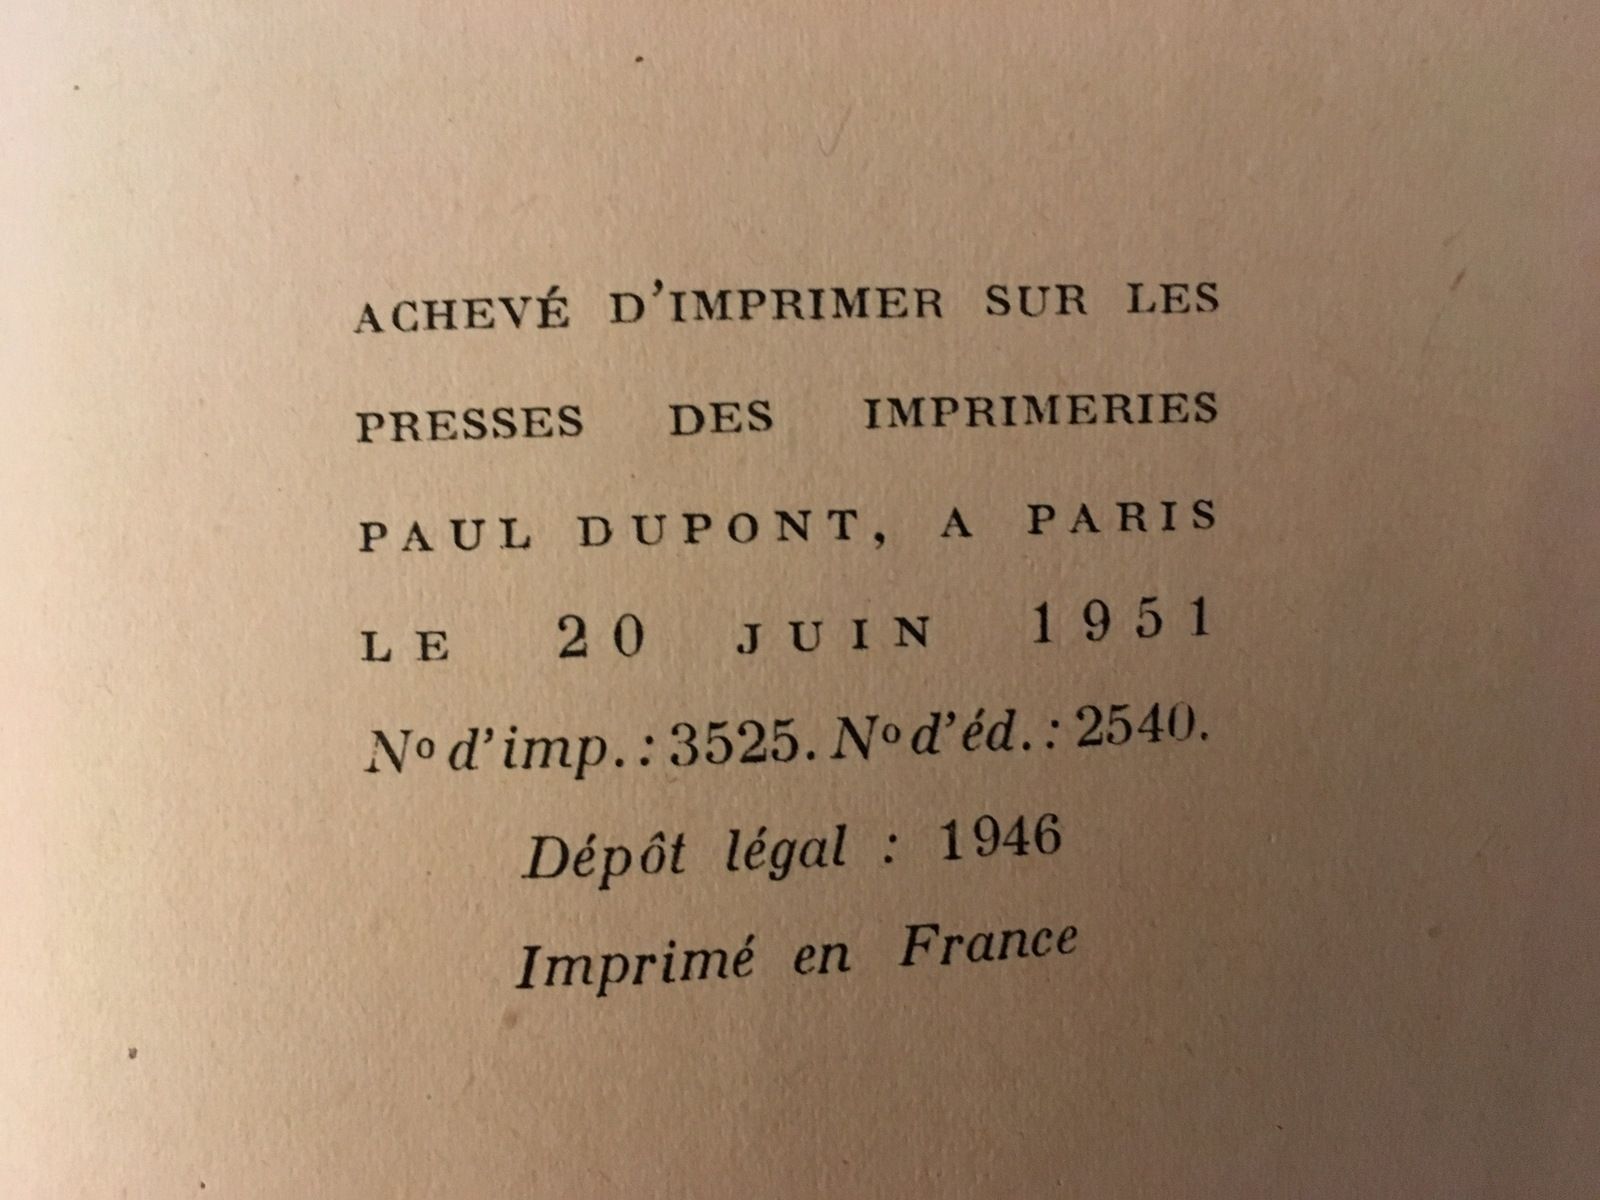 ACHEVÉ D'IMPRIMER SUR LES
PRESSES DES IMPRIMERIES
PAUL DUPONT, A PARIS
LE 20 JUIN 1951
Nº d'imp. : 3525. Nº d'éd. : 2540.
Dépôt légal : 1946
Imprimé en France